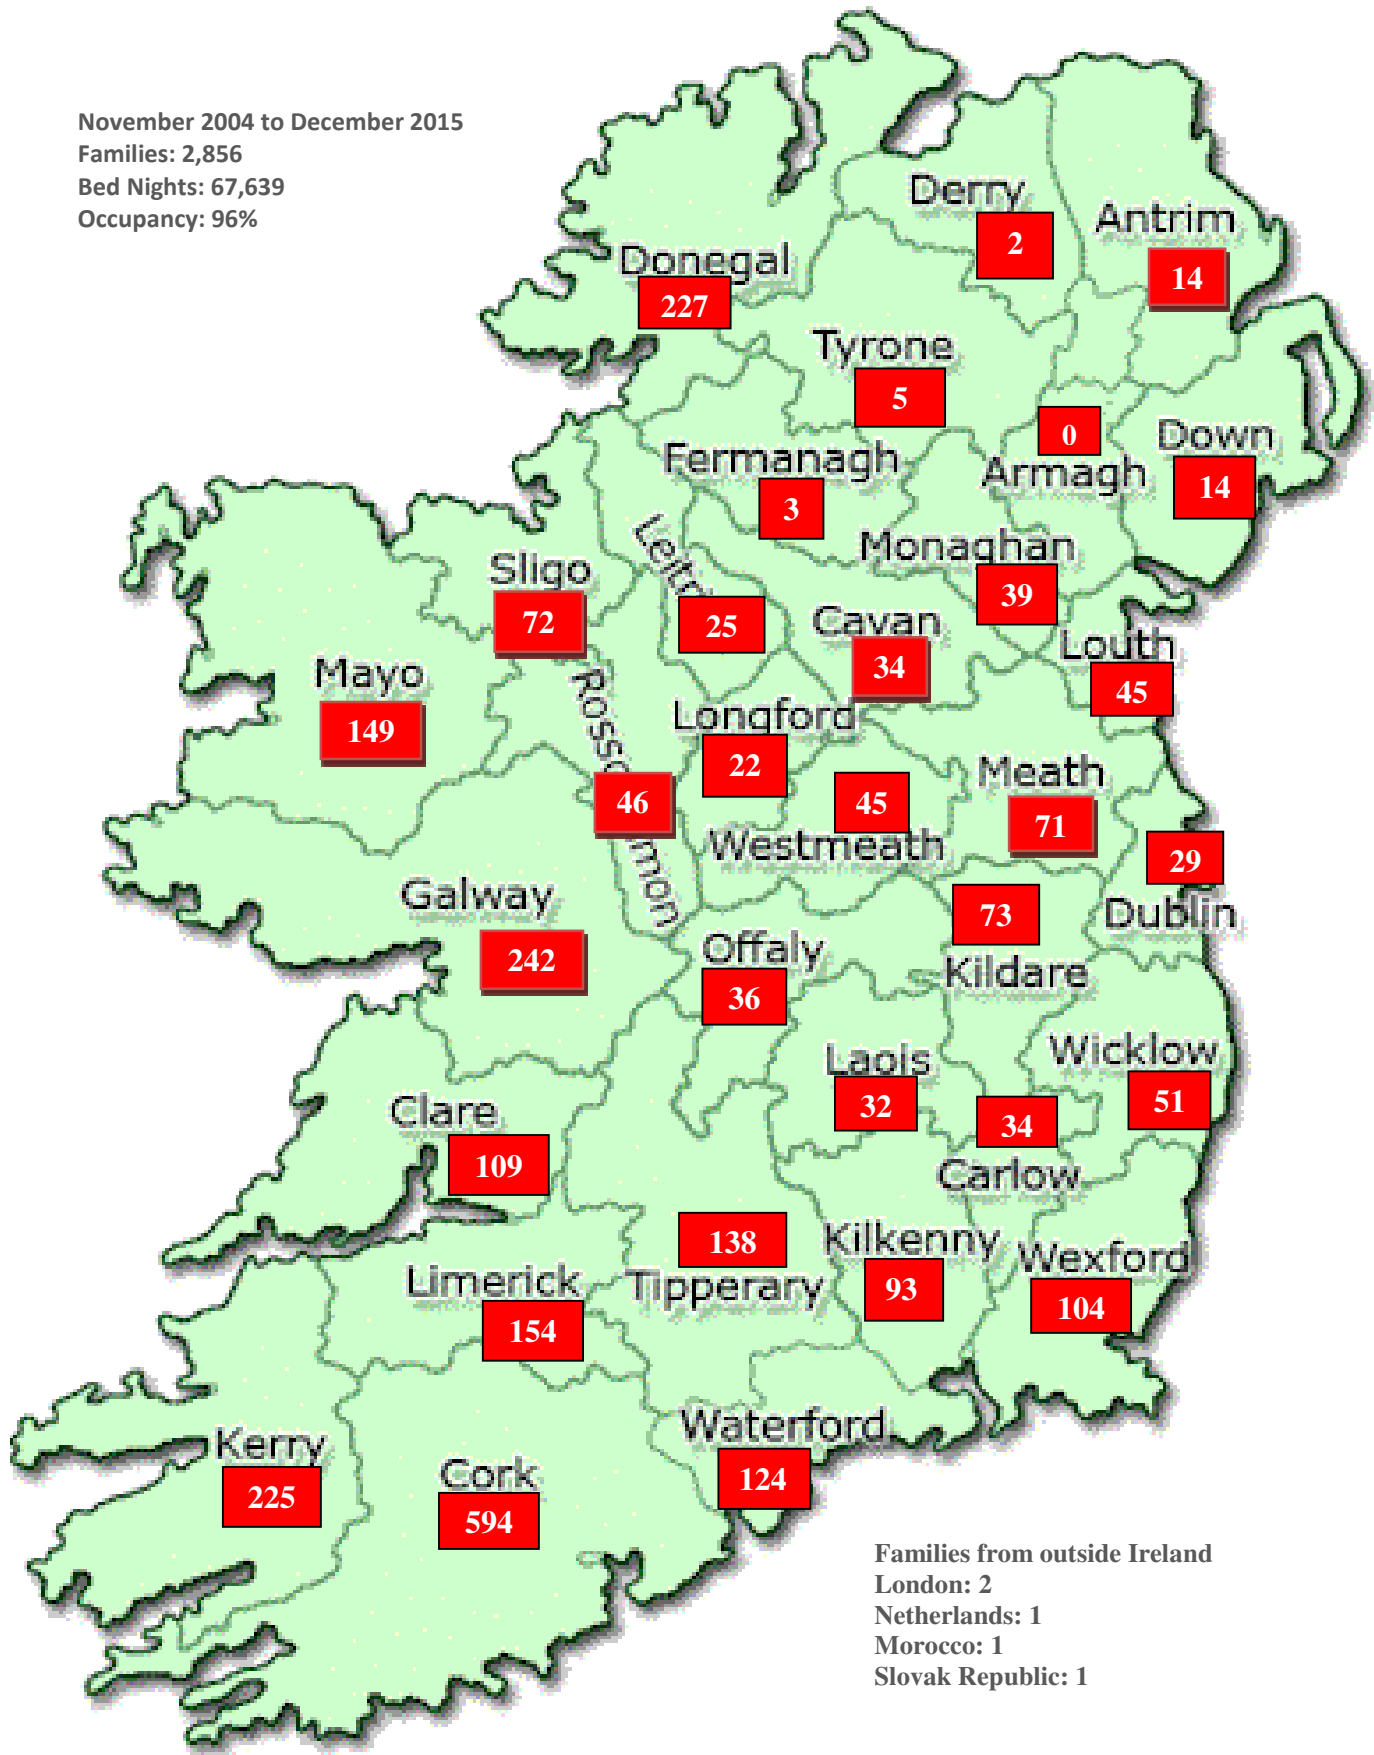 November 2004 to December 2015
Families: 2,856
Bed Nights: 67,639
Occupancy: 96%
Derry
2
Antrim
14
Donegal
227
Tyrone
5
0
Armagh
Down
14
Fermanagh
3
Monaghan
39
Sligo
72
25
Cavan
34
Louth
45
Mayo
149
Longford
22
46
45
Westmeath
Meath
71
29
Dublin
Galway
242
Offaly
36
73
Kildare
Laois
32
34
Carlow
Wicklow
51
Clare
109
138
Tipperary
Kilkenny
93
Wexford
104
Limerick
154
Waterford
124
Kerry
225
Cork
594
Families from outside Ireland
London: 2
Netherlands: 1
Morocco: 1
Slovak Republic: 1